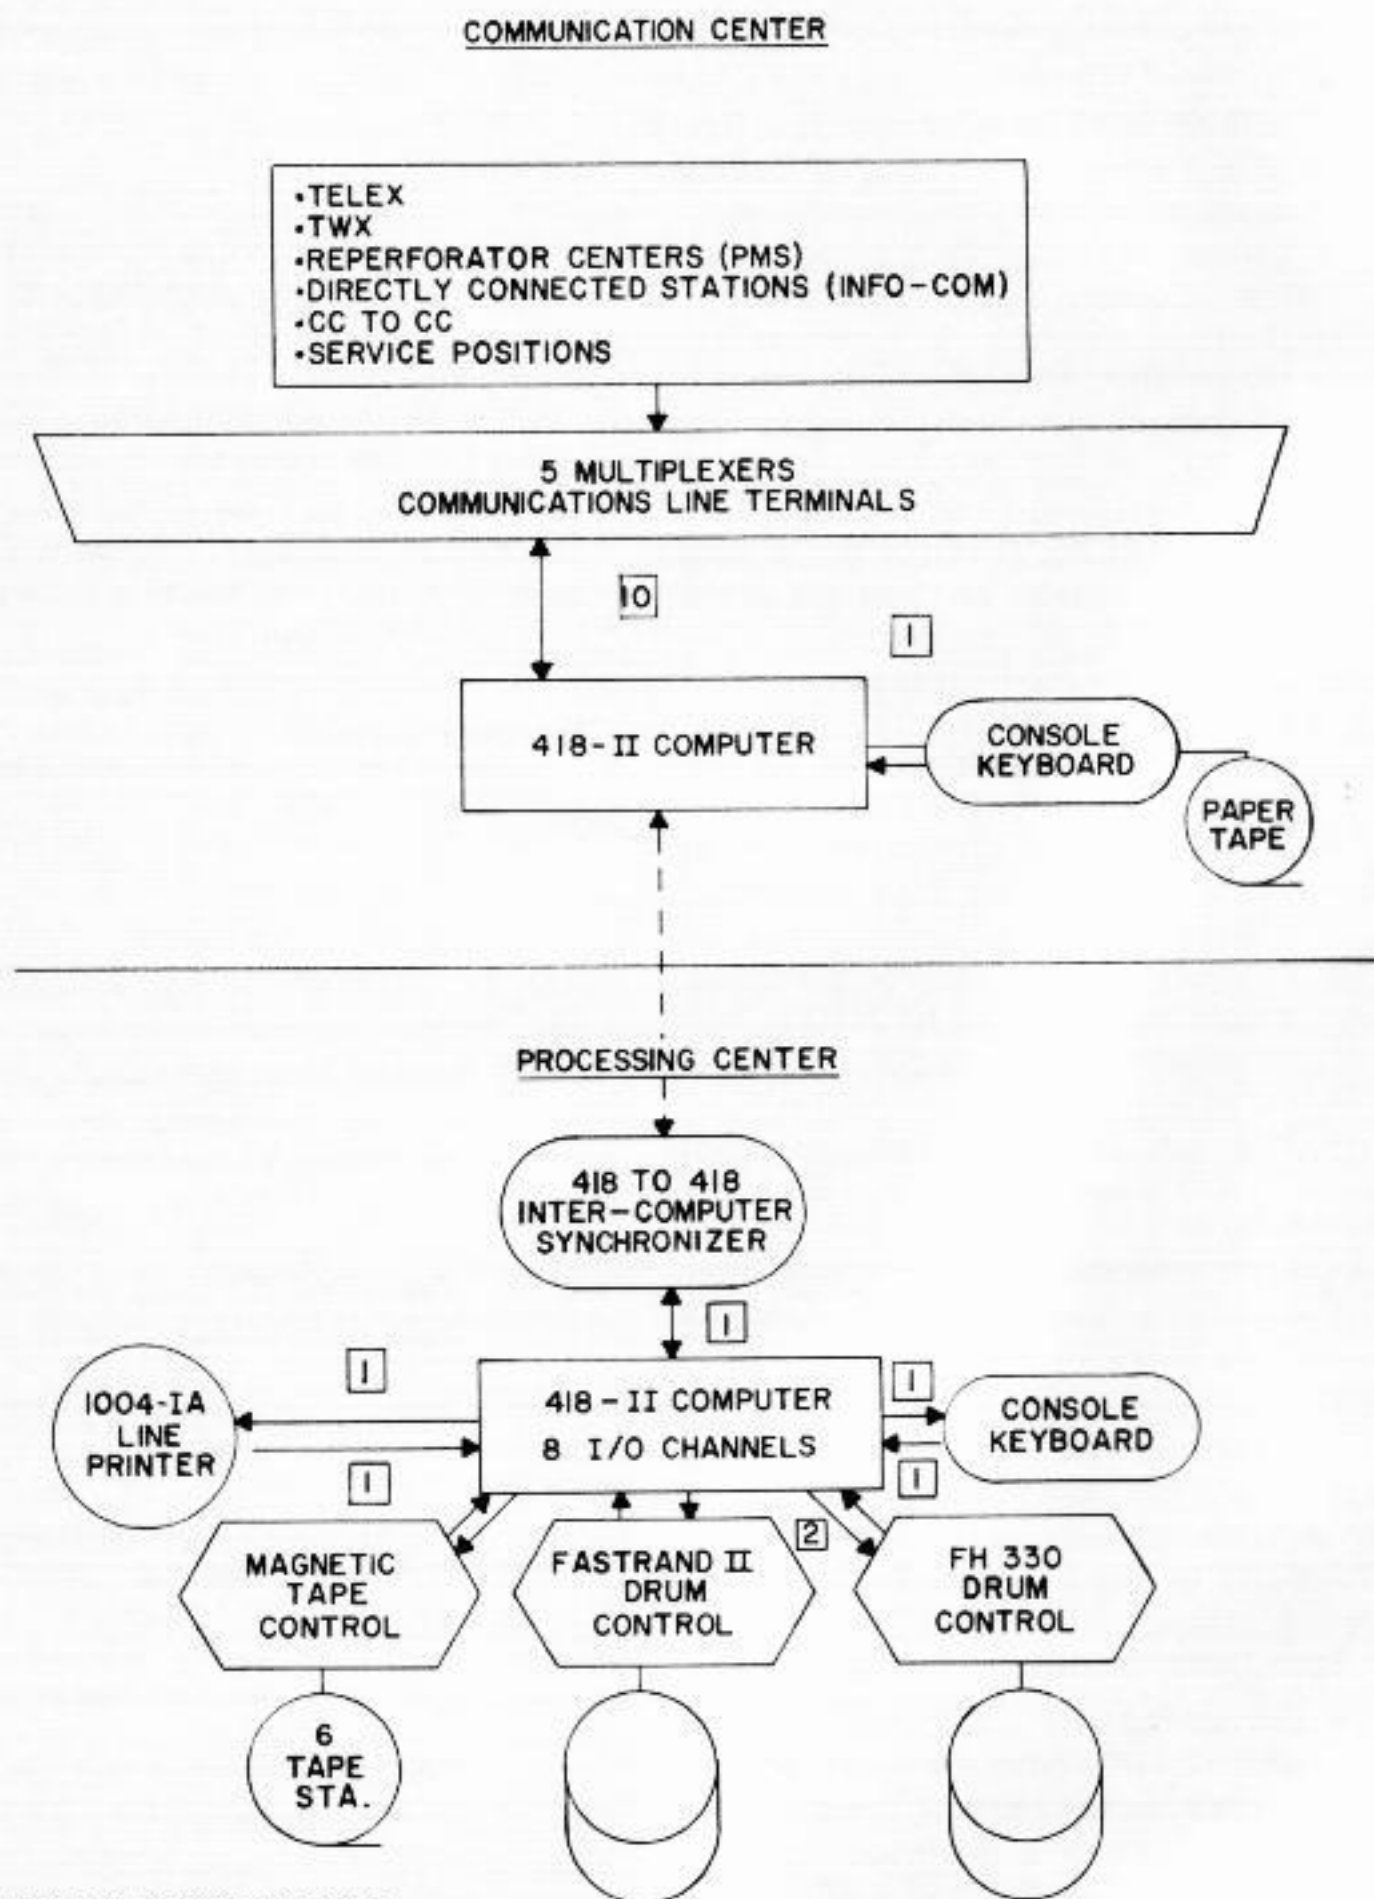 COMMUNICATION CENTER
•TELEX
•TWX
•REPERFORATOR CENTERS (PMS)
•DIRECTLY CONNECTED STATIONS (INFO-COM)
•CC TO CC
•SERVICE POSITIONS
5 MULTIPLEXERS
COMMUNICATIONS LINE TERMINALS
10
1
418-II COMPUTER
CONSOLE
KEYBOARD
PAPER
TAPE
PROCESSING CENTER
418 TO 418
INTER-COMPUTER
SYNCHRONIZER
1
1
1
1004-IA
LINE
PRINTER
418-II COMPUTER
8 I/O CHANNELS
CONSOLE
KEYBOARD
1
1
2
MAGNETIC
TAPE
CONTROL
FASTRAND II
DRUM
CONTROL
FH 330
DRUM
CONTROL
6
TAPE
STA.